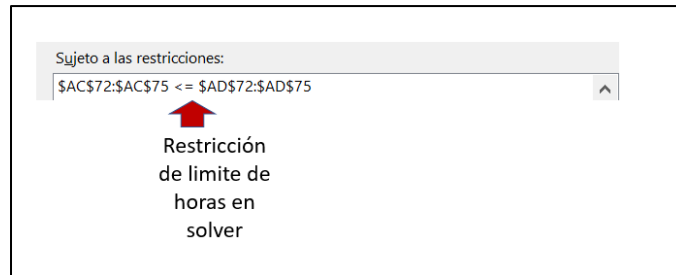 Sujeto a las restricciones:
$AC$72:$AC$75 <= $AD$72:$AD$75
Restricción
de limite de
horas en
solver